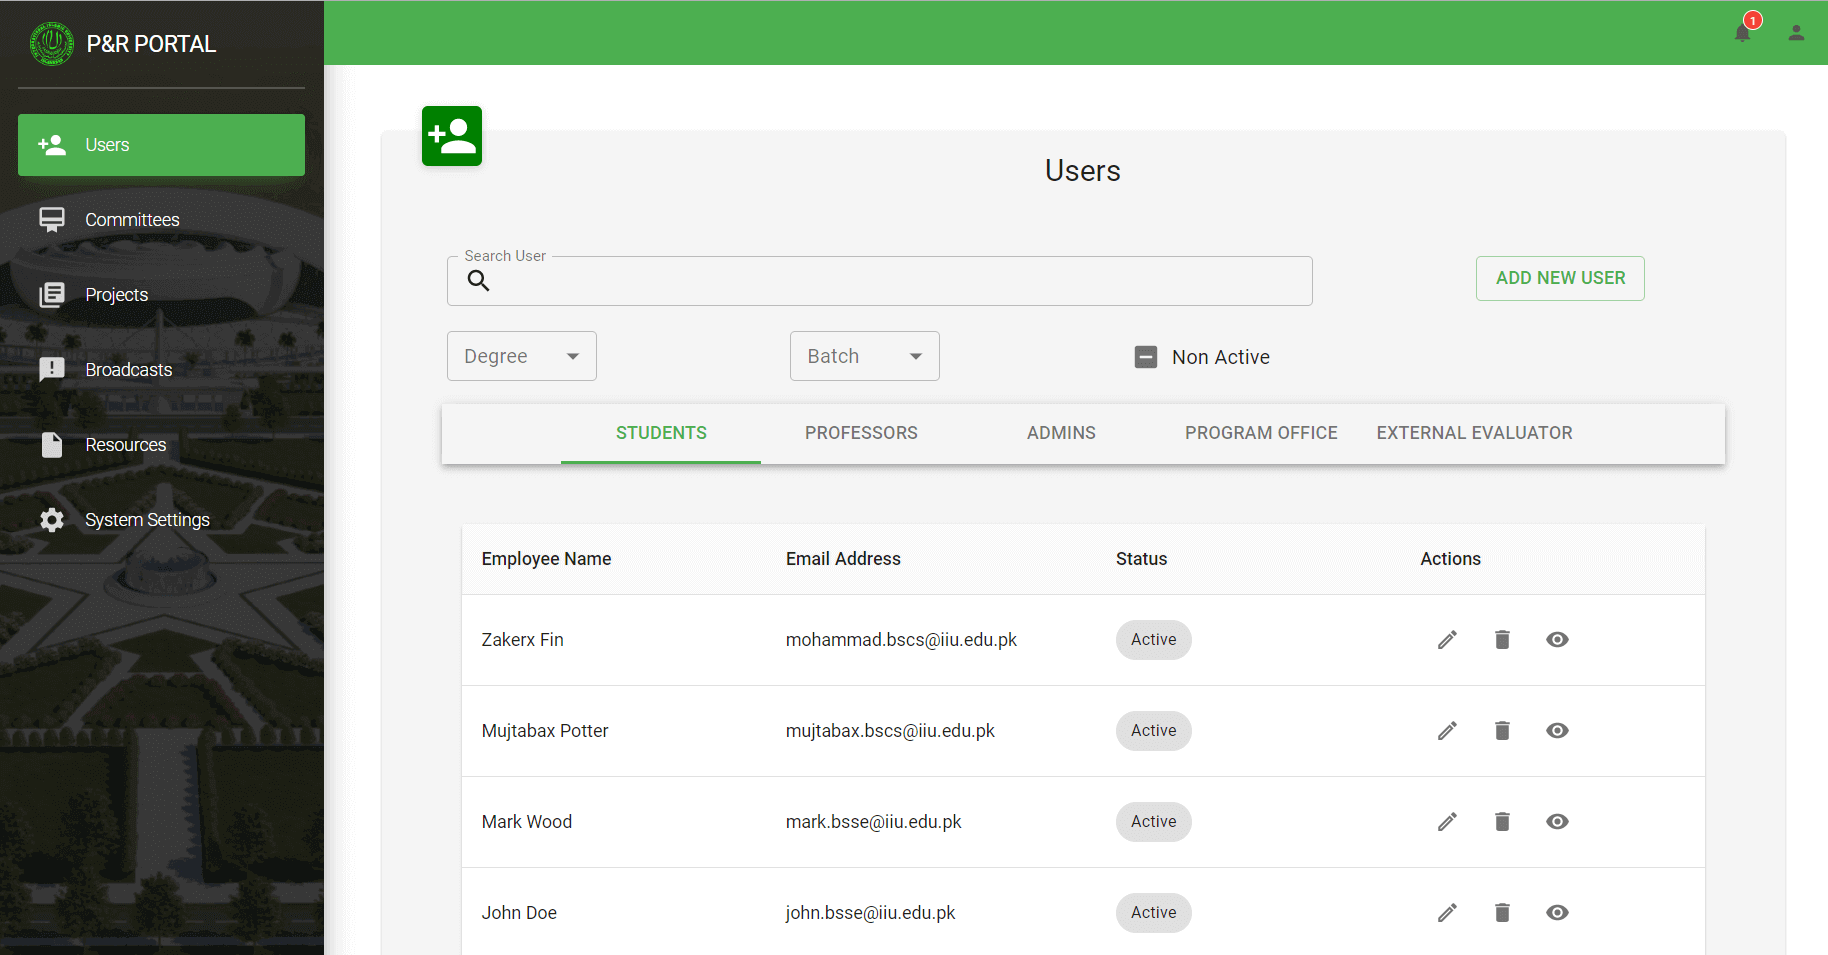 P&R PORTAL
1
Users
Committees
Projects
Broadcasts
Resources
System Settings
Users
Search User
ADD NEW USER
Degree
Batch
Non Active
STUDENTS PROFESSORS ADMINS PROGRAM OFFICE EXTERNAL EVALUATOR
Employee Name Email Address Status Actions
Zakerx Fin mohammad.bscs@iiu.edu.pk Active
Mujtabax Potter mujtabax.bscs@iiu.edu.pk Active
Mark Wood mark.bsse@iiu.edu.pk Active
John Doe john.bsse@iiu.edu.pk Active